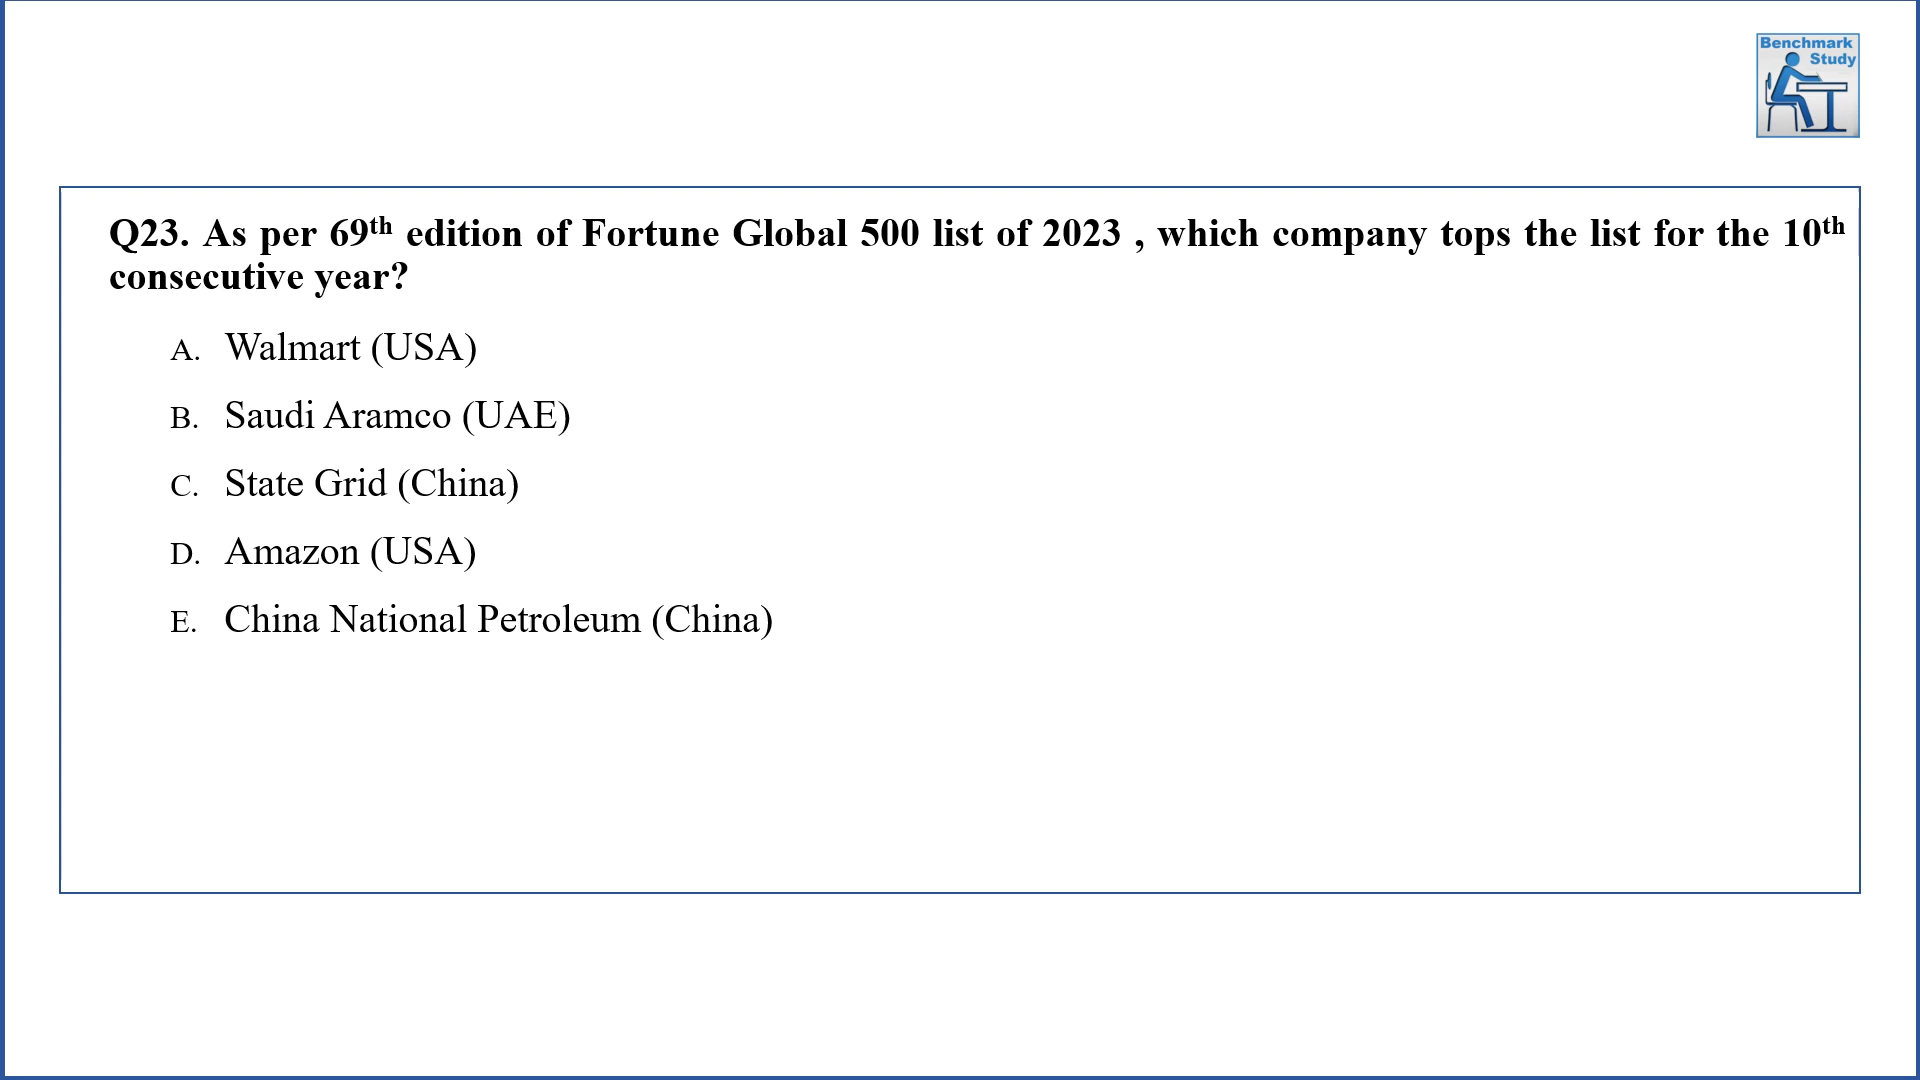 Benchmark
Study
Q23. As per 69th edition of Fortune Global 500 list of 2023 , which company tops the list for the 10th
consecutive year?
A. Walmart (USA)
B. Saudi Aramco (UAE)
C. State Grid (China)
D. Amazon (USA)
E. China National Petroleum (China)